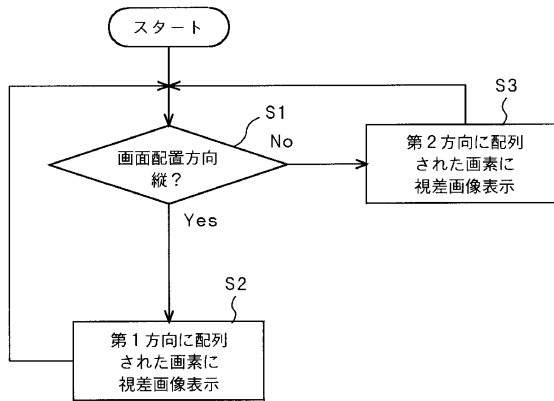 スタート
S1
画面配置方向
縦？
No
Yes
S3
第２方向に配列
された画素に
視差画像表示
S2
第１方向に配列
された画素に
視差画像表示